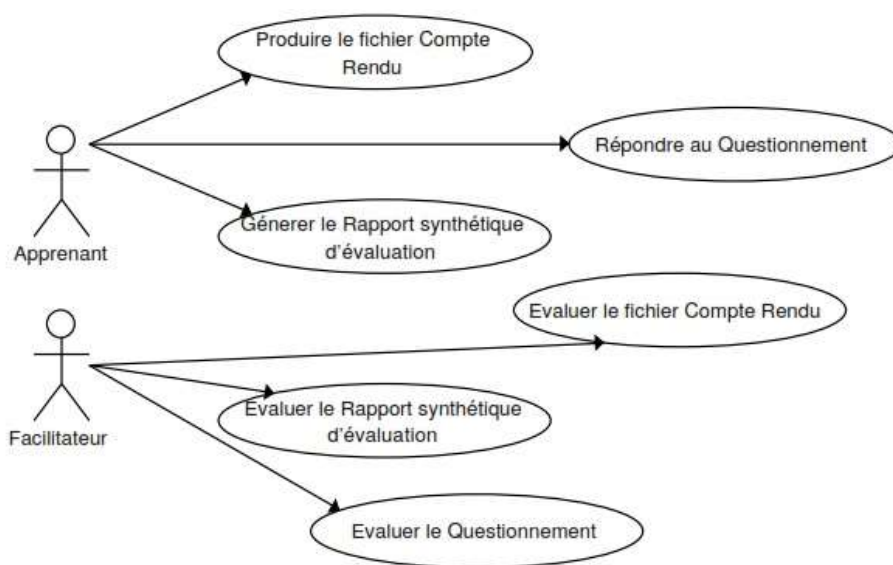 Produire le fichier Compte
Rendu
Répondre au Questionnement
Génerer le Rapport synthétique
d'évaluation
Apprenant
Evaluer le fichier Compte Rendu
Evaluer le Rapport synthétique
d'évaluation
Facilitateur
Evaluer le Questionnement